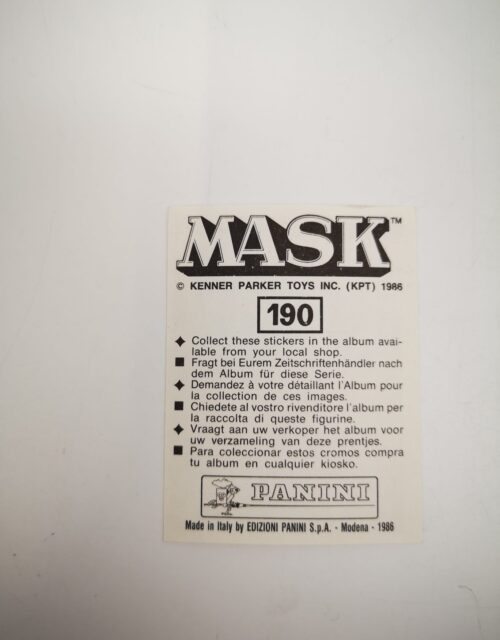 MASK™
© KENNER PARKER TOYS INC. (KPT) 1986
190
◆ Collect these stickers in the album avai-
lable from your local shop.
■ Fragt bei Eurem Zeitschriftenhändler nach
dem Album für diese Serie.
◆ Demandez à votre détaillant l'Album pour
la collection de ces images.
■ Chiedete al vostro rivenditore l'album per
la raccolta di queste figurine.
◆ Vraagt aan uw verkoper het album voor
uw verzameling van deze prentjes.
■ Para coleccionar estos cromos compra
tu album en cualquier kiosko.
PANINI
Made in Italy by EDIZIONI PANINI S.p.A. - Modena - 1986